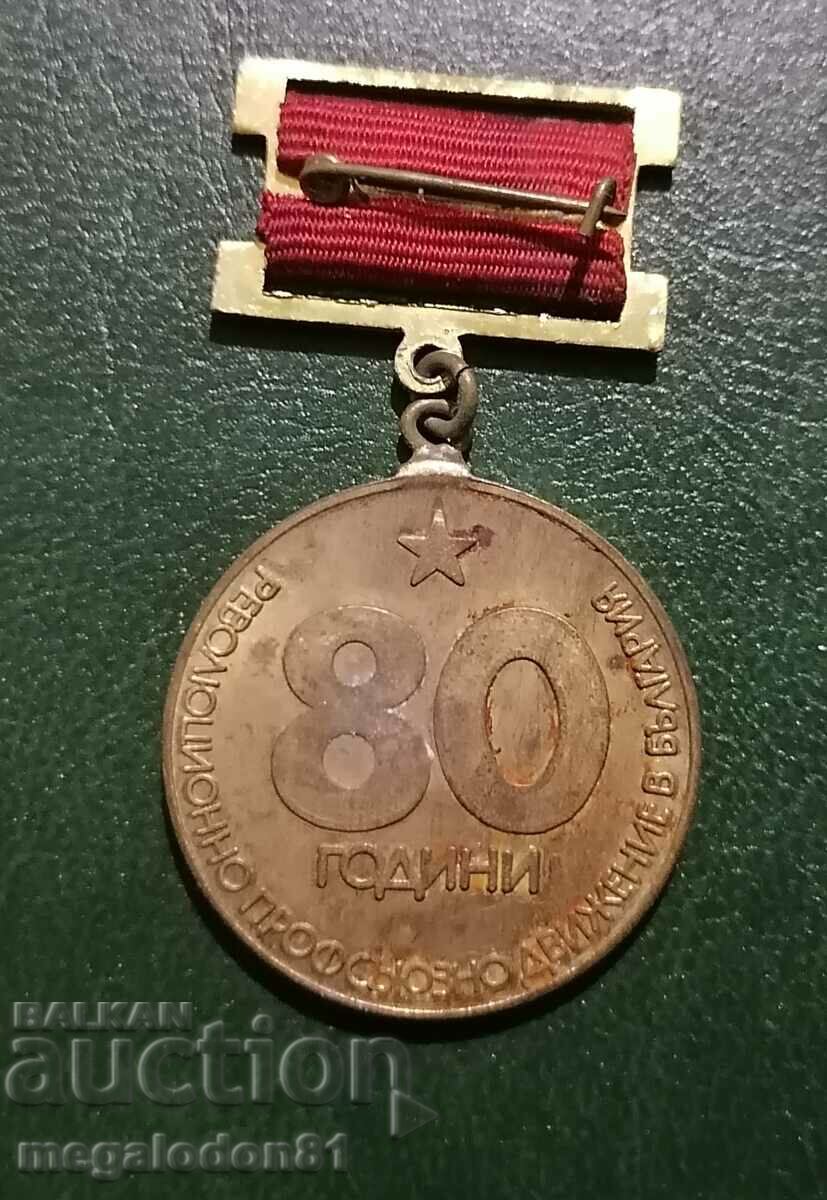 80
ГОДИНИ
РЕВОЛЮЦИОННО ПРОФСЪЮЗНО ДВИЖЕНИЕ В БЪЛГАРИЯ
BALKAN
auction
megalodon81